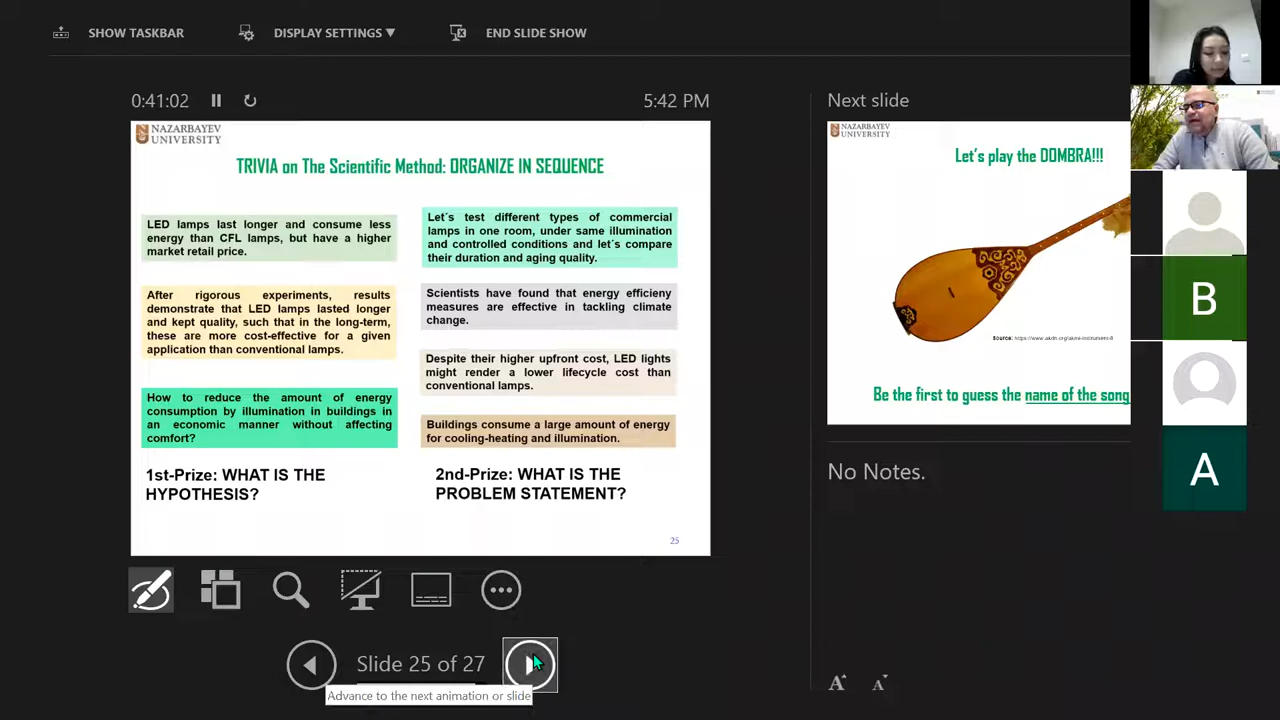 SHOW TASKBAR
DISPLAY SETTINGS ▼
END SLIDE SHOW
0:41:02
5:42 PM
NAZARBAYEV
UNIVERSITY
TRIVIA on The Scientific Method: ORGANIZE IN SEQUENCE
LED lamps last longer and consume less
energy than CFL lamps, but have a higher
market retail price.
After rigorous experiments, results
demonstrate that LED lamps lasted longer
and kept quality, such that in the long-term,
these are more cost-effective for a given
application than conventional lamps.
How to reduce the amount of energy
consumption by illumination in buildings in
an economic manner without affecting
comfort?
1st-Prize: WHAT IS THE
HYPOTHESIS?
Let´s test different types of commercial
lamps in one room, under same illumination
and controlled conditions and let´s compare
their duration and aging quality.
Scientists have found that energy efficieny
measures are effective in tackling climate
change.
Despite their higher upfront cost, LED lights
might render a lower lifecycle cost than
conventional lamps.
Buildings consume a large amount of energy
for cooling-heating and illumination.
2nd-Prize: WHAT IS THE
PROBLEM STATEMENT?
25
Slide 25 of 27
Advance to the next animation or slide
Next slide
NAZARBAYEV
UNIVERSITY
Let's play the DOMBRA!!!
Source:
Be the first to guess the name of the song
No Notes.
A A
B
A